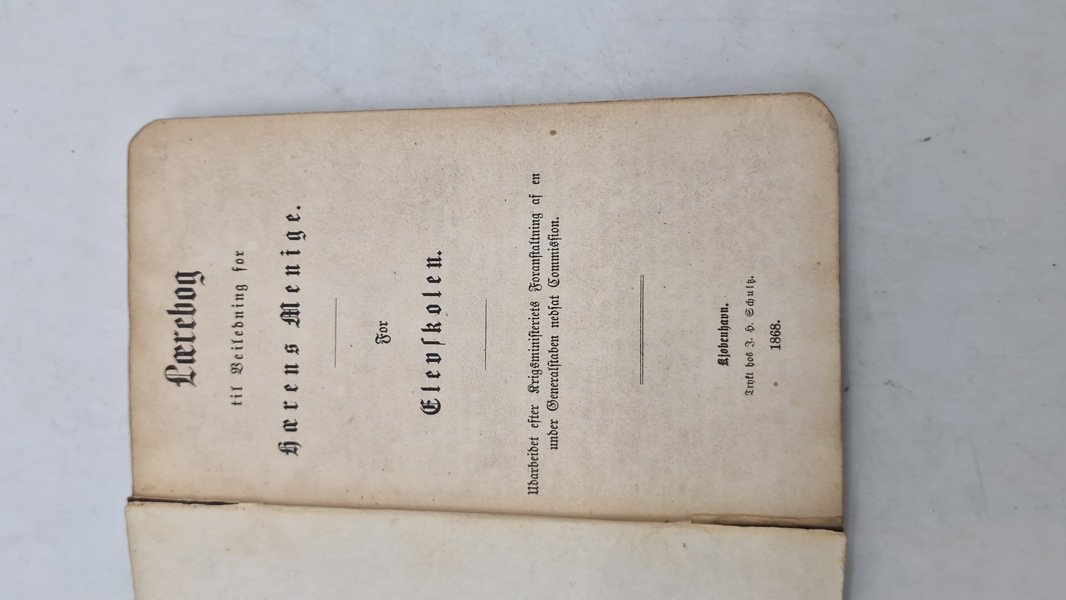 Lærebog
til Veiledning for
Hærens Menige.
For
Elevskolen.
Udarbeidet efter Krigsministeriets Foranstaltning af en
under Generalstaben nedsat Commission.
Kjøbenhavn.
Trykt hos J. H. Schultz.
1868.